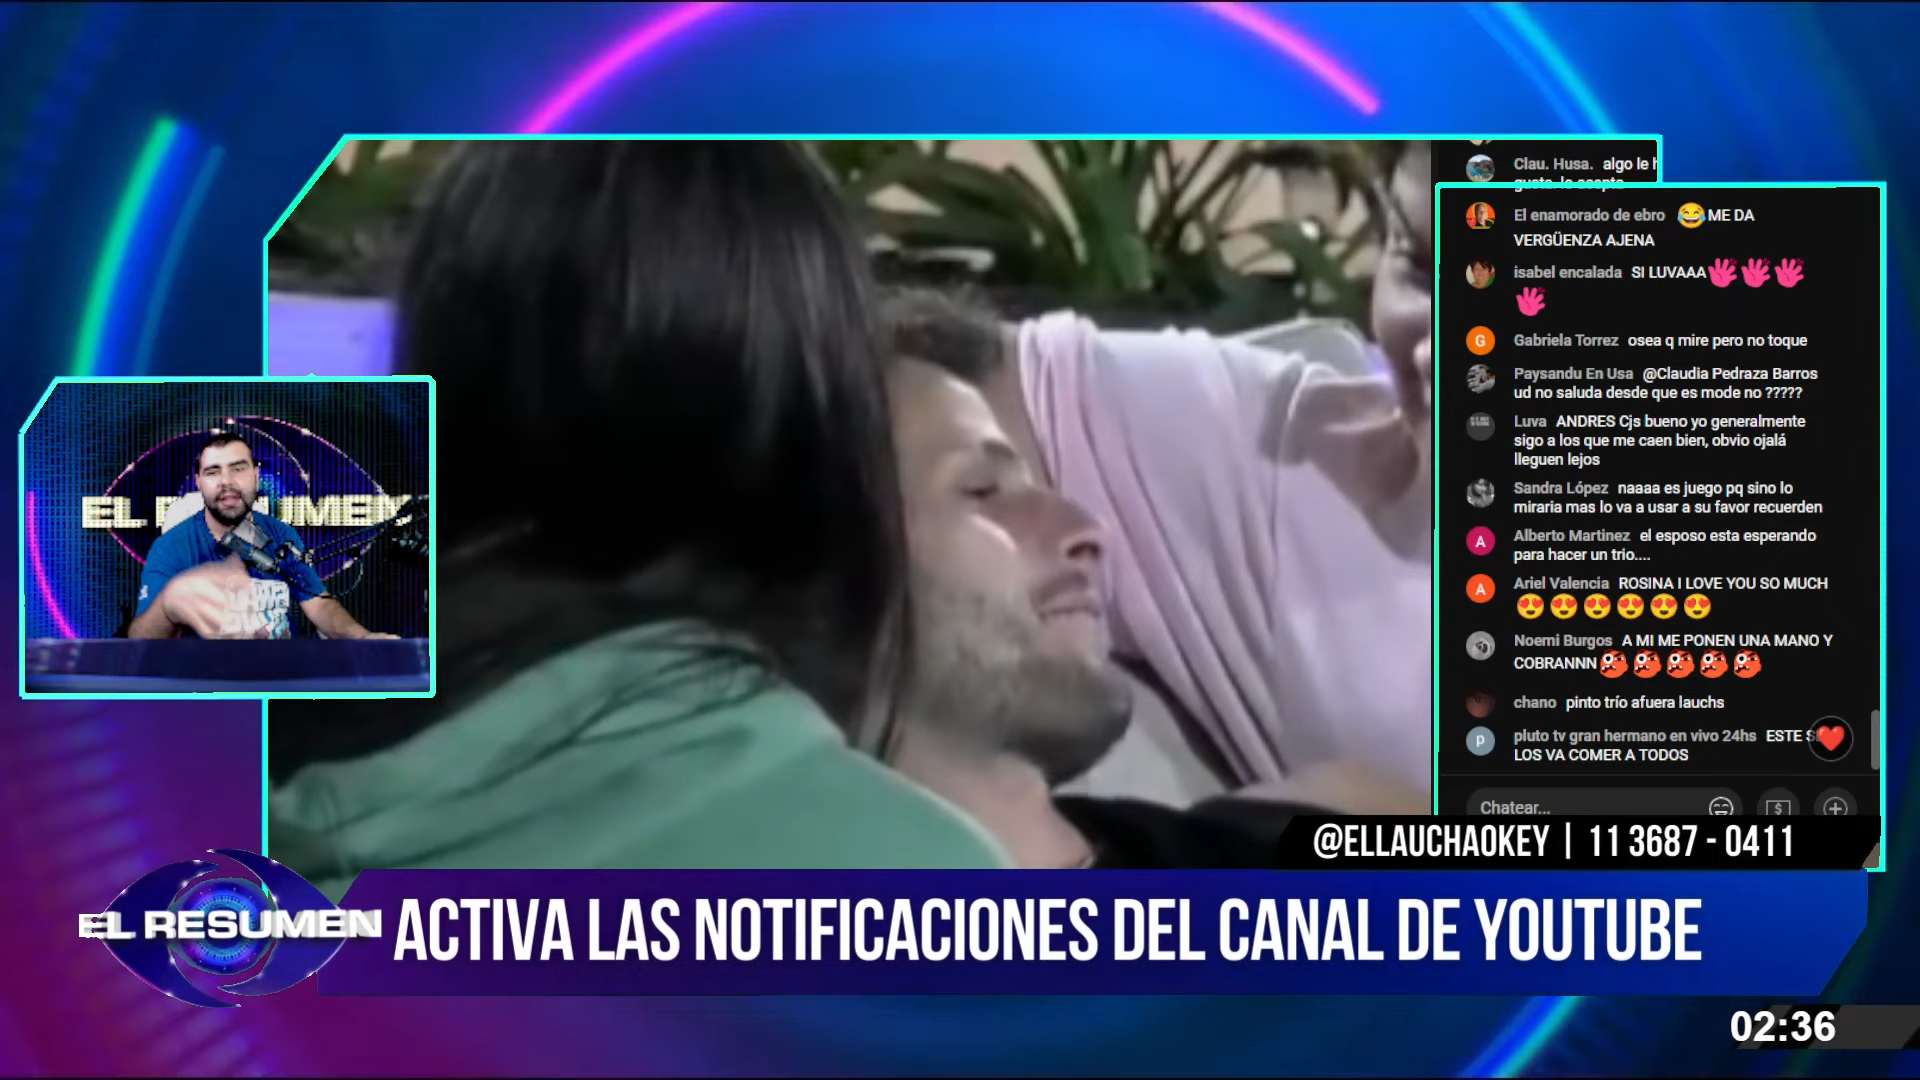 Clau. Husa. algo le
El enamorado de ebro 😂 ME DA
VERGÜENZA AJENA
isabel encalada SI LUVAAA
Gabriela Torrez osea q mire pero no toque
Paysandu En Usa @Claudia Pedraza Barros
ud no saluda desde que es mode no ?????
Luva ANDRES Cjs bueno yo generalmente
sigo a los que me caen bien, obvio ojalá
lleguen lejos
Sandra López naaaa es juego pq sino lo
miraria mas lo va a usar a su favor recuerden
Alberto Martinez el esposo esta esperando
para hacer un trio....
Ariel Valencia ROSINA I LOVE YOU SO MUCH
😍😍😍😍😍😍
Noemi Burgos A MI ME PONEN UNA MANO Y
COBRANNN
chano pinto trío afuera lauchs
pluto tv gran hermano en vivo 24hs ESTE
LOS VA COMER A TODOS
Chatear...
@ELLAUCHAOKEY | 11 3687 - 0411
EL RESUMEN
ACTIVA LAS NOTIFICACIONES DEL CANAL DE YOUTUBE
02:36